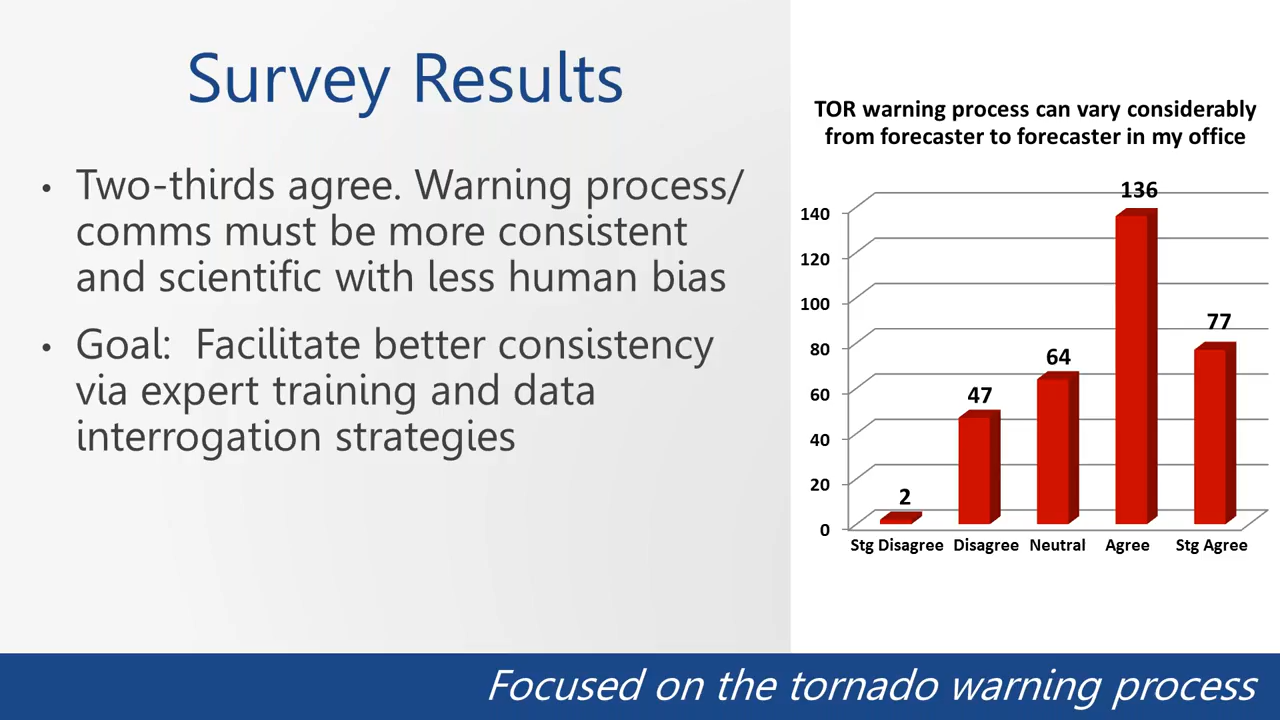 Survey Results
• Two-thirds agree. Warning process/
comms must be more consistent
and scientific with less human bias
• Goal:  Facilitate better consistency
via expert training and data
interrogation strategies
TOR warning process can vary considerably
from forecaster to forecaster in my office
140
120
100
80
60
40
20
0
2
47
64
136
77
Stg Disagree Disagree Neutral Agree Stg Agree
Focused on the tornado warning process